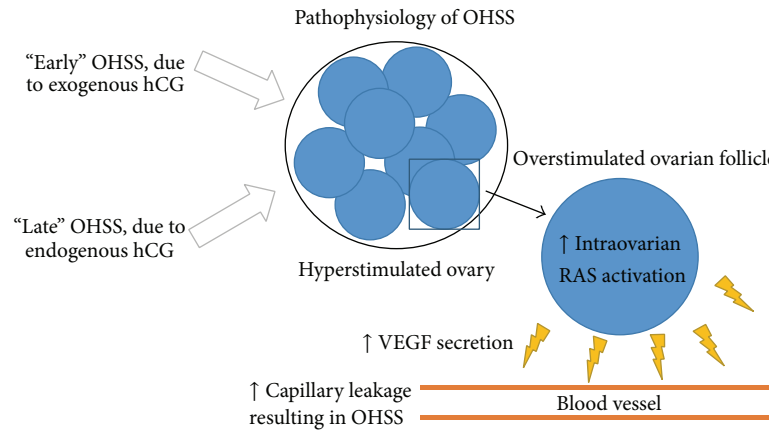 Pathophysiology of OHSS
“Early” OHSS, due
to exogenous hCG
“Late” OHSS, due to
endogenous hCG
Hyperstimulated ovary
Overstimulated ovarian follicle
↑ Intraovarian
RAS activation
↑ VEGF secretion
↑ Capillary leakage
resulting in OHSS
Blood vessel